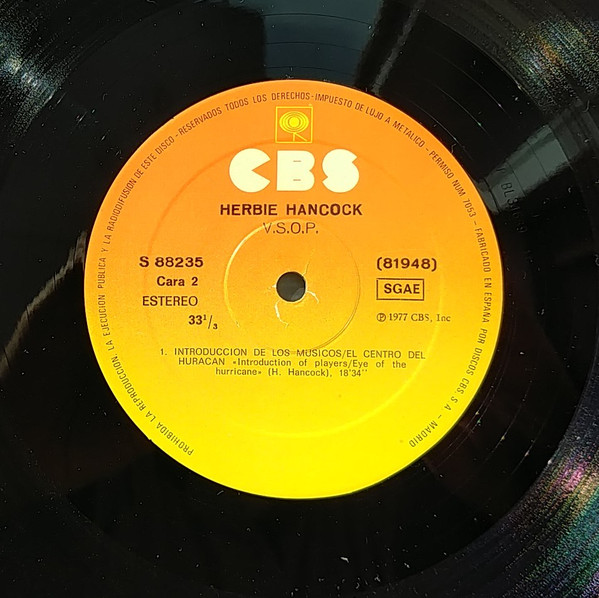 PROHIBIDA LA REPRODUCCION, LA EJECUCION PUBLICA Y LA RADIODIFUSION DE ESTE DISCO - RESERVADOS TODOS LOS DERECHOS - IMPUESTO DE LUJO A METALICO - PERMISO NUM. 7053 - FABRICADO EN ESPAÑA POR DISCOS CBS, S.A. - MADRID
CBS
HERBIE HANCOCK
V.S.O.P.
S 88235 (81948)
Cara 2 SGAE
ESTEREO
33 1/3 ℗ 1977 CBS, Inc
1. INTRODUCCION DE LOS MUSICOS/EL CENTRO DEL
HURACAN «Introduction of players/Eye of the
hurricane» (H. Hancock), 18'34''